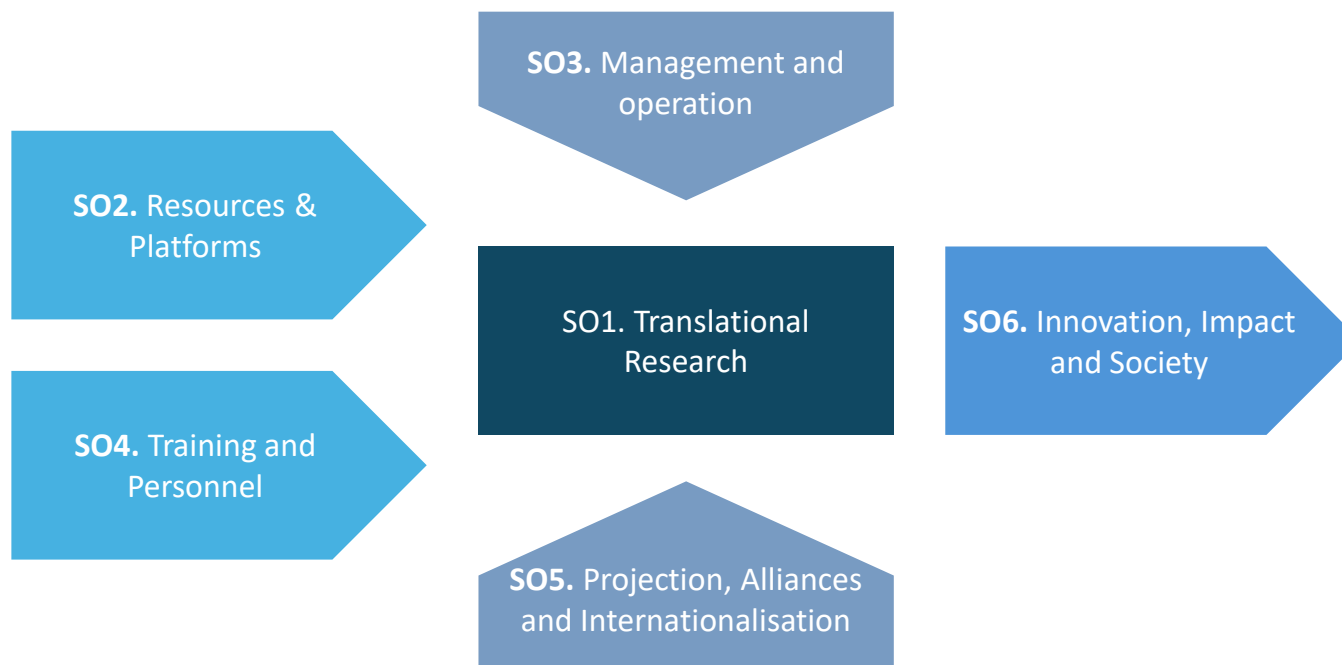 SO3. Management and
operation
SO2. Resources &
Platforms
SO1. Translational
Research
SO6. Innovation, Impact
and Society
SO4. Training and
Personnel
SO5. Projection, Alliances
and Internationalisation